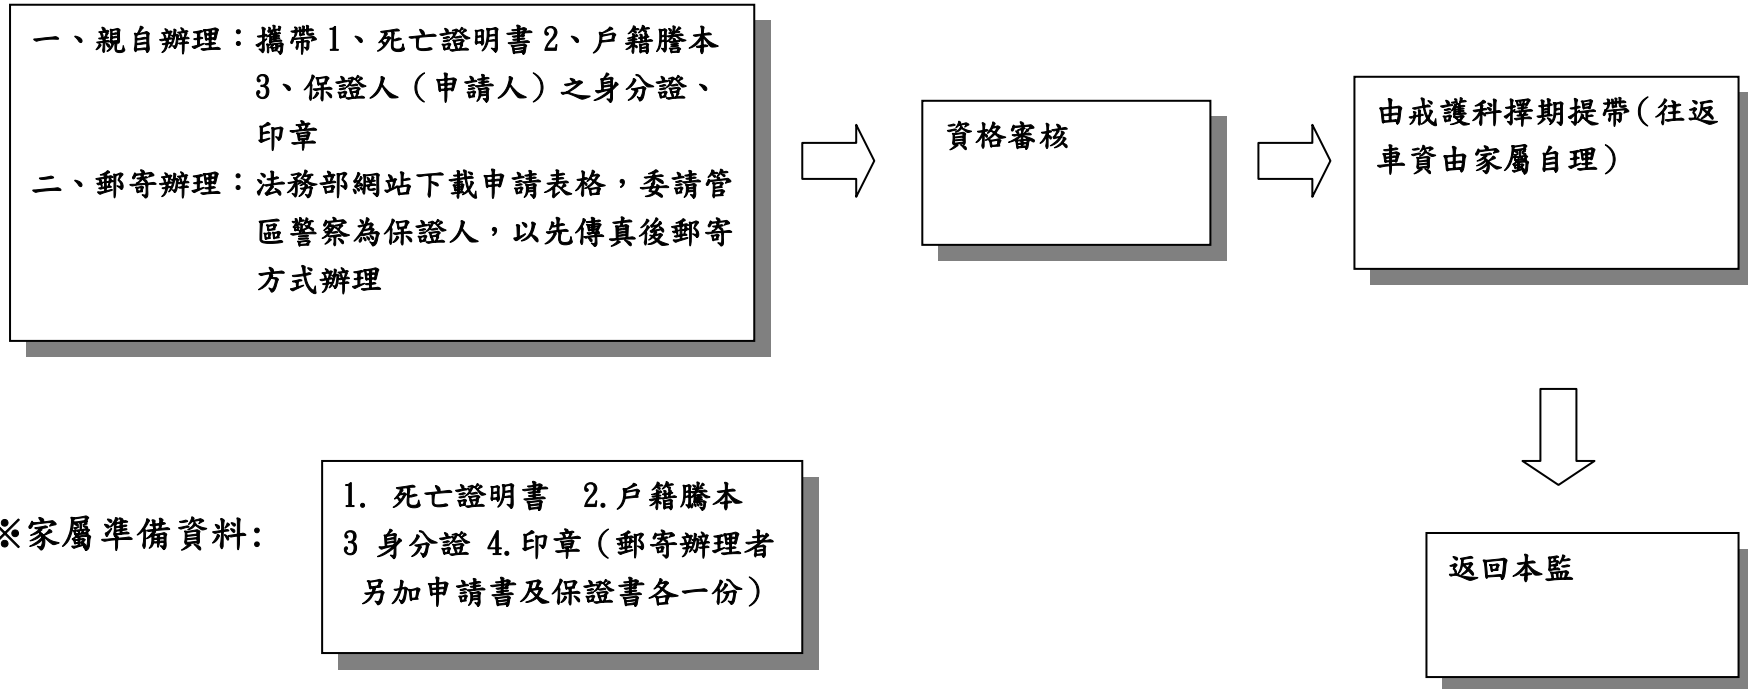 一、親自辦理：攜帶1、死亡證明書2、戶籍謄本
3、保證人（申請人）之身分證、
印章
二、郵寄辦理：法務部網站下載申請表格，委請管
區警察為保證人，以先傳真後郵寄
方式辦理
資格審核
由戒護科擇期提帶(往返
車資由家屬自理)
※家屬準備資料:
1. 死亡證明書 2.戶籍騰本
3 身分證 4.印章（郵寄辦理者
另加申請書及保證書各一份）
返回本監